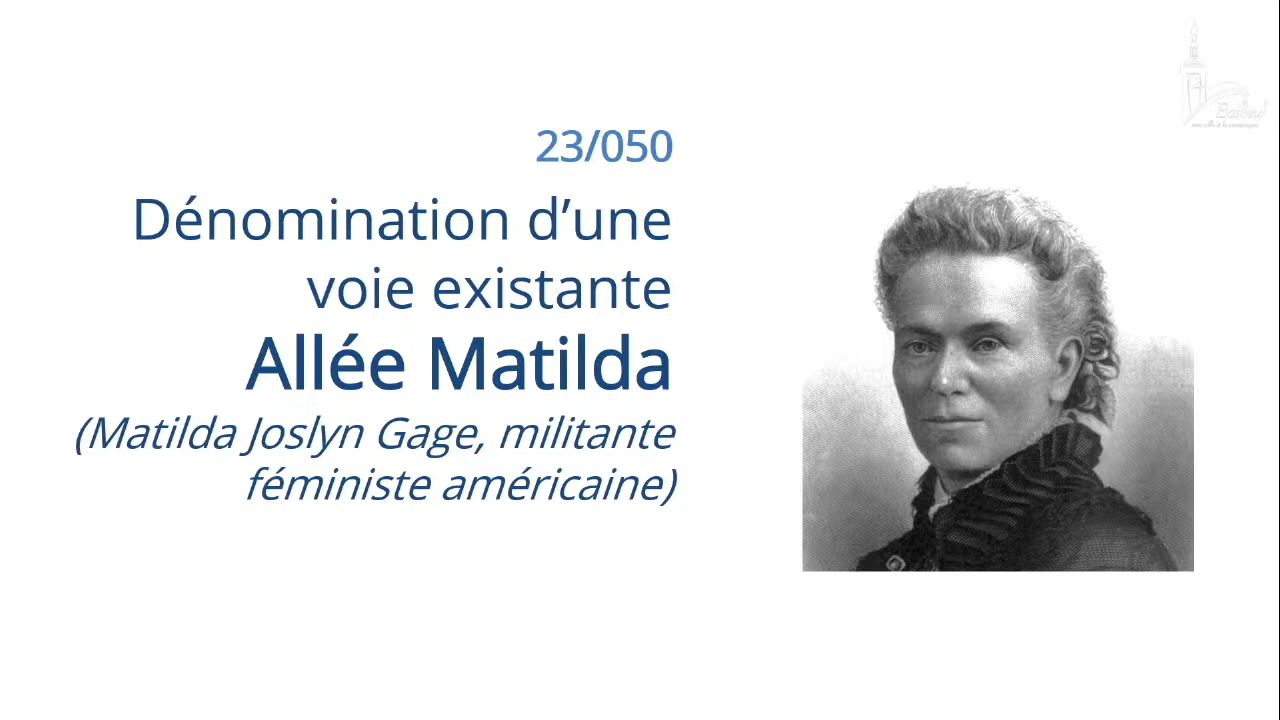 23/050
Dénomination d’une
voie existante
Allée Matilda
(Matilda Joslyn Gage, militante
féministe américaine)